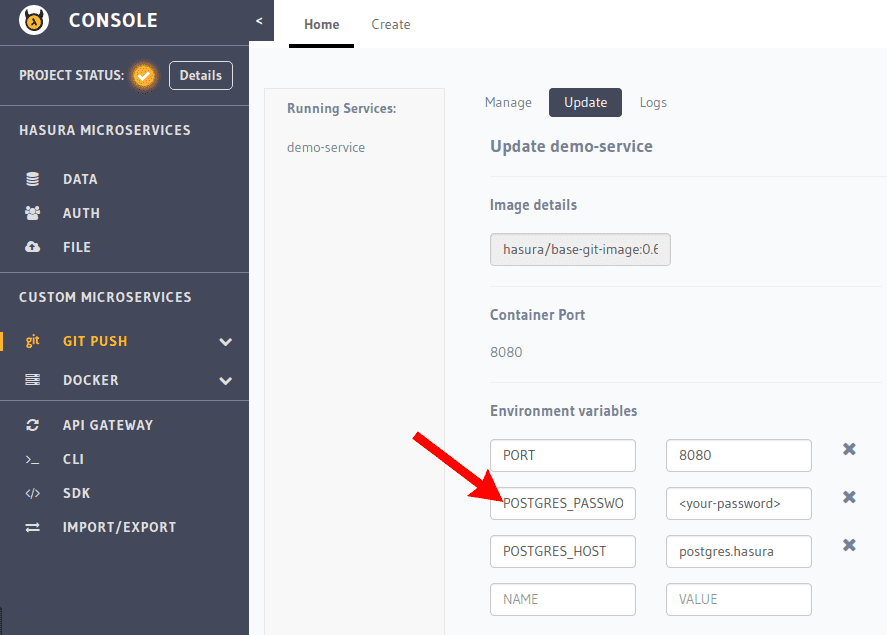 CONSOLE
<
PROJECT STATUS:
Details
HASURA MICROSERVICES
DATA
AUTH
FILE
CUSTOM MICROSERVICES
git GIT PUSH
DOCKER
API GATEWAY
>_ CLI
</> SDK
IMPORT/EXPORT
Home Create
Running Services:
demo-service
Manage Update Logs
Update demo-service
Image details
hasura/base-git-image:0.6
Container Port
8080
Environment variables
PORT 8080
POSTGRES_PASSWO <your-password>
POSTGRES_HOST postgres.hasura
NAME VALUE